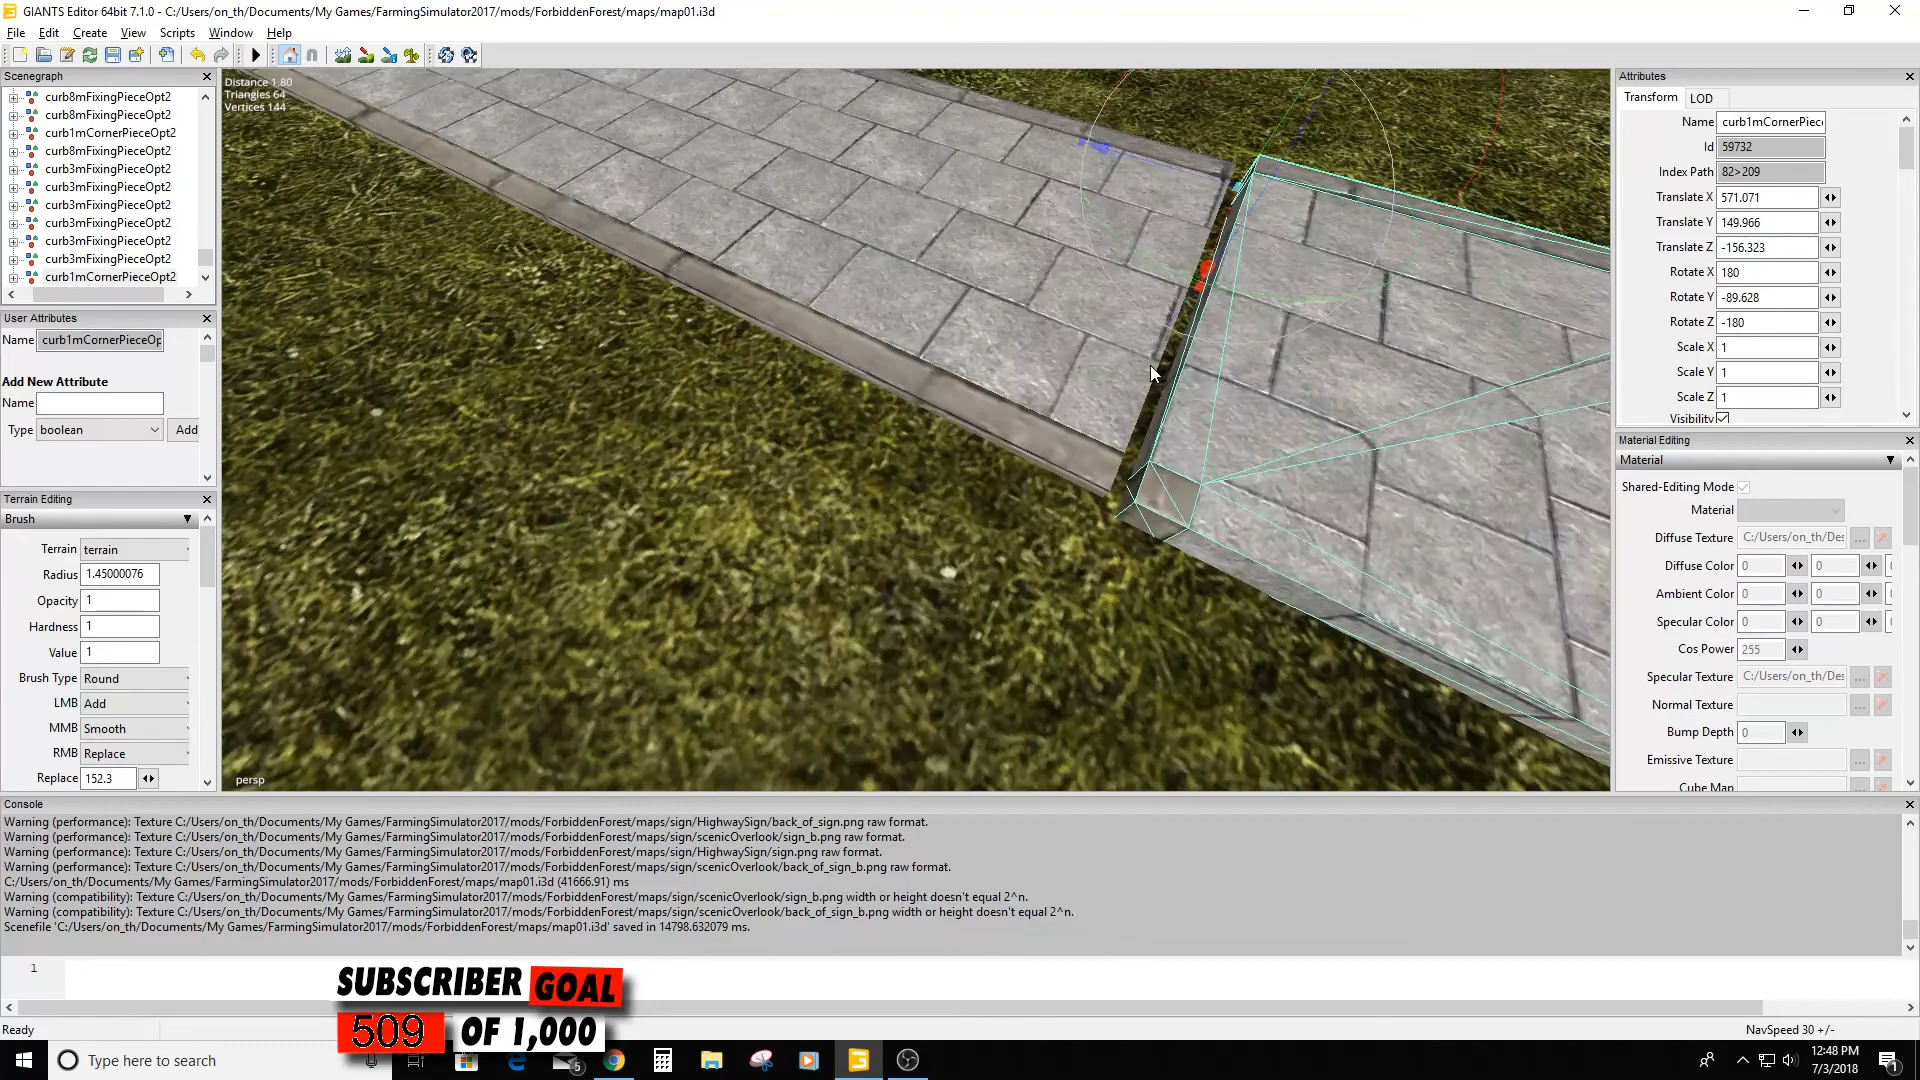 GIANTS Editor 64bit 7.1.0 - C:/Users/on_th/Documents/My Games/FarmingSimulator2017/mods/ForbiddenForest/maps/map01.i3d
File Edit Create View Scripts Window Help
Scenegraph
curb8mFixingPieceOpt2
curb8mFixingPieceOpt2
curb1mCornerPieceOpt2
curb8mFixingPieceOpt2
curb3mFixingPieceOpt2
curb3mFixingPieceOpt2
curb3mFixingPieceOpt2
curb3mFixingPieceOpt2
curb3mFixingPieceOpt2
curb3mFixingPieceOpt2
curb1mCornerPieceOpt2
User Attributes
Name curb1mCornerPieceOp
Add New Attribute
Name
Type boolean Add
Terrain Editing
Brush
Terrain terrain
Radius 1.45000076
Opacity 1
Hardness 1
Value 1
Brush Type Round
LMB Add
MMB Smooth
RMB Replace
Replace 152.3
Distance 1.80
Triangles 64
Vertices 144
persp
Attributes
Transform LOD
Name curb1mCornerPiec
Id 59732
Index Path 82>209
Translate X 571.071
Translate Y 149.966
Translate Z -156.323
Rotate X 180
Rotate Y -89.628
Rotate Z -180
Scale X 1
Scale Y 1
Scale Z 1
Visibility
Material Editing
Material
Shared-Editing Mode
Material
Diffuse Texture C:/Users/on_th/Des ...
Diffuse Color 0 0
Ambient Color 0 0
Specular Color 0 0
Cos Power 255
Specular Texture C:/Users/on_th/Des ...
Normal Texture ...
Bump Depth 0
Emissive Texture ...
Cube Map
Console
Warning (performance): Texture C:/Users/on_th/Documents/My Games/FarmingSimulator2017/mods/ForbiddenForest/maps/sign/HighwaySign/back_of_sign.png raw format.
Warning (performance): Texture C:/Users/on_th/Documents/My Games/FarmingSimulator2017/mods/ForbiddenForest/maps/sign/scenicOverlook/sign_b.png raw format.
Warning (performance): Texture C:/Users/on_th/Documents/My Games/FarmingSimulator2017/mods/ForbiddenForest/maps/sign/HighwaySign/sign.png raw format.
Warning (performance): Texture C:/Users/on_th/Documents/My Games/FarmingSimulator2017/mods/ForbiddenForest/maps/sign/scenicOverlook/back_of_sign_b.png raw format.
C:/Users/on_th/Documents/My Games/FarmingSimulator2017/mods/ForbiddenForest/maps/map01.i3d (41666.91) ms
Warning (compatibility): Texture C:/Users/on_th/Documents/My Games/FarmingSimulator2017/mods/ForbiddenForest/maps/sign/scenicOverlook/sign_b.png width or height doesn't equal 2^n.
Warning (compatibility): Texture C:/Users/on_th/Documents/My Games/FarmingSimulator2017/mods/ForbiddenForest/maps/sign/scenicOverlook/back_of_sign_b.png width or height doesn't equal 2^n.
Scenefile 'C:/Users/on_th/Documents/My Games/FarmingSimulator2017/mods/ForbiddenForest/maps/map01.i3d' saved in 14798.632079 ms.
1
SUBSCRIBER GOAL
509 OF 1,000
Ready
NavSpeed 30 +/-
Type here to search
5
12:48 PM
7/3/2018
1